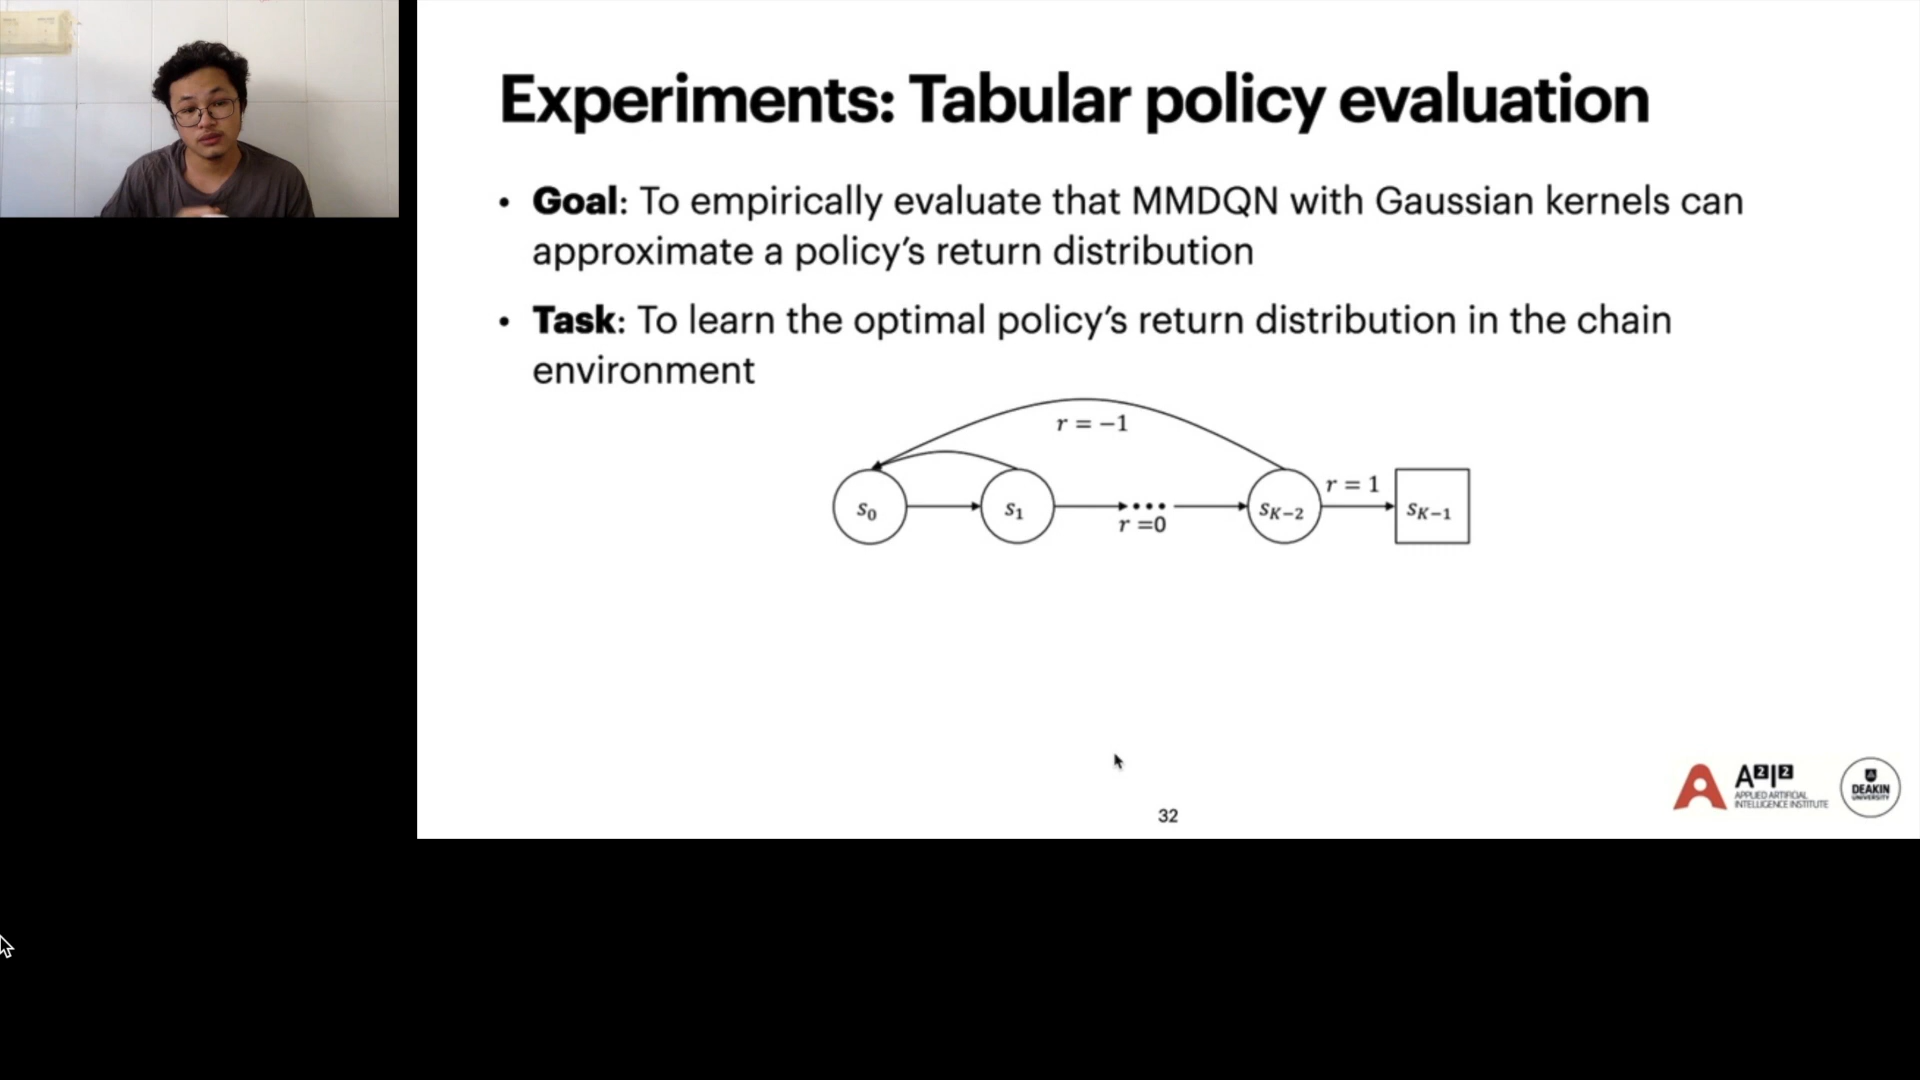 Experiments: Tabular policy evaluation
• Goal: To empirically evaluate that MMDQN with Gaussian kernels can
approximate a policy’s return distribution
• Task: To learn the optimal policy’s return distribution in the chain
environment
r = −1
s₀
s₁
r =0
s_{K−2}
r = 1
s_{K−1}
32
A²I²
APPLIED ARTIFICIAL
INTELLIGENCE INSTITUTE
DEAKIN
UNIVERSITY